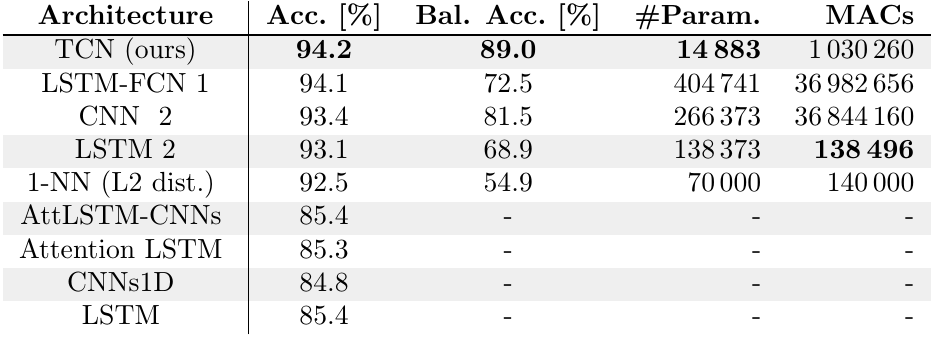 Architecture Acc. [%] Bal. Acc. [%] #Param. MACs
TCN (ours) 94.2 89.0 14 883 1 030 260
LSTM-FCN 1 94.1 72.5 404 741 36 982 656
CNN 2 93.4 81.5 266 373 36 844 160
LSTM 2 93.1 68.9 138 373 138 496
1-NN (L2 dist.) 92.5 54.9 70 000 140 000
AttLSTM-CNNs 85.4 - - -
Attention LSTM 85.3 - - -
CNNs1D 84.8 - - -
LSTM 85.4 - - -